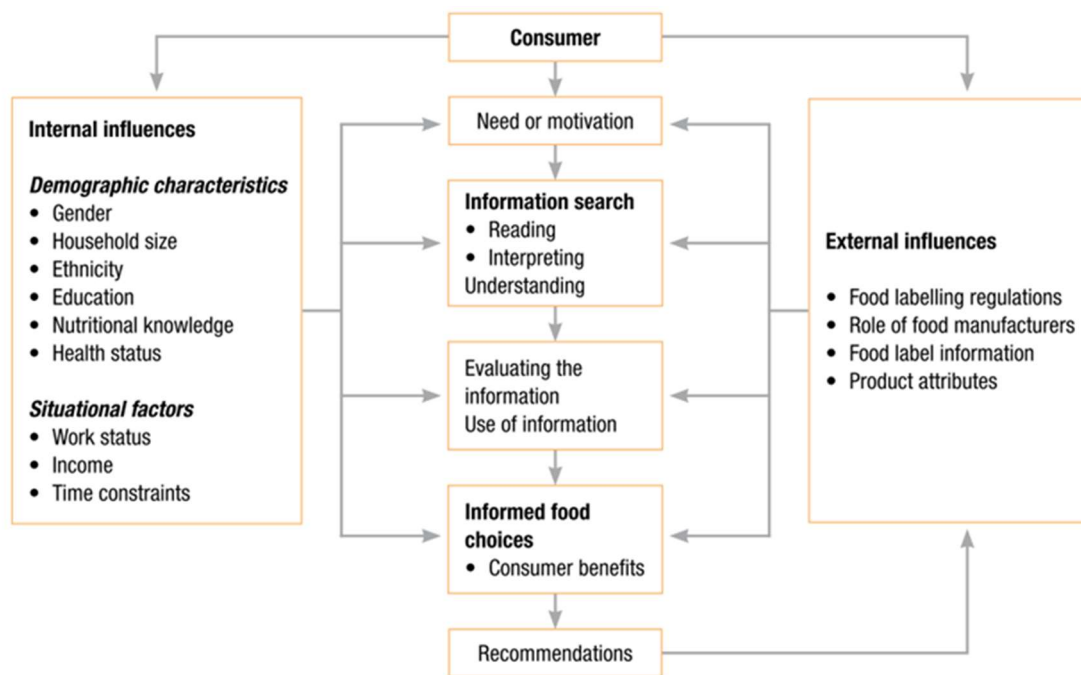 Consumer
Internal influences
Demographic characteristics
• Gender
• Household size
• Ethnicity
• Education
• Nutritional knowledge
• Health status
Situational factors
• Work status
• Income
• Time constraints
Need or motivation
Information search
• Reading
• Interpreting
Understanding
Evaluating the
information
Use of information
Informed food
choices
• Consumer benefits
Recommendations
External influences
• Food labelling regulations
• Role of food manufacturers
• Food label information
• Product attributes